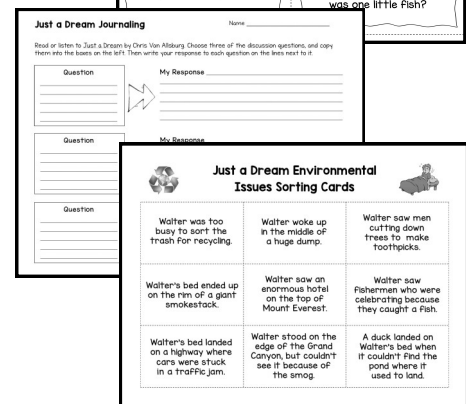 was one little fish?
Just a Dream Journaling
Name
Read or listen to Just a Dream by Chris Van Allsburg. Choose three of the discussion questions, and copy
them into the boxes on the left. Then write your response to each question on the lines next to it.
Question
My Response
Question
My Response
Question
Just a Dream Environmental
Issues Sorting Cards
Walter was too
busy to sort the
trash for recycling.
Walter woke up
in the middle of
a huge dump.
Walter saw men
cutting down
trees to make
toothpicks.
Walter's bed ended up
on the rim of a giant
smokestack.
Walter saw an
enormous hotel
on the top of
Mount Everest.
Walter saw
fishermen who were
celebrating because
they caught a fish.
Walter's bed landed
on a highway where
cars were stuck
in a traffic jam.
Walter stood on the
edge of the Grand
Canyon, but couldn't
see it because of
the smog.
A duck landed on
Walter's bed when
it couldn't find the
pond where it
used to land.